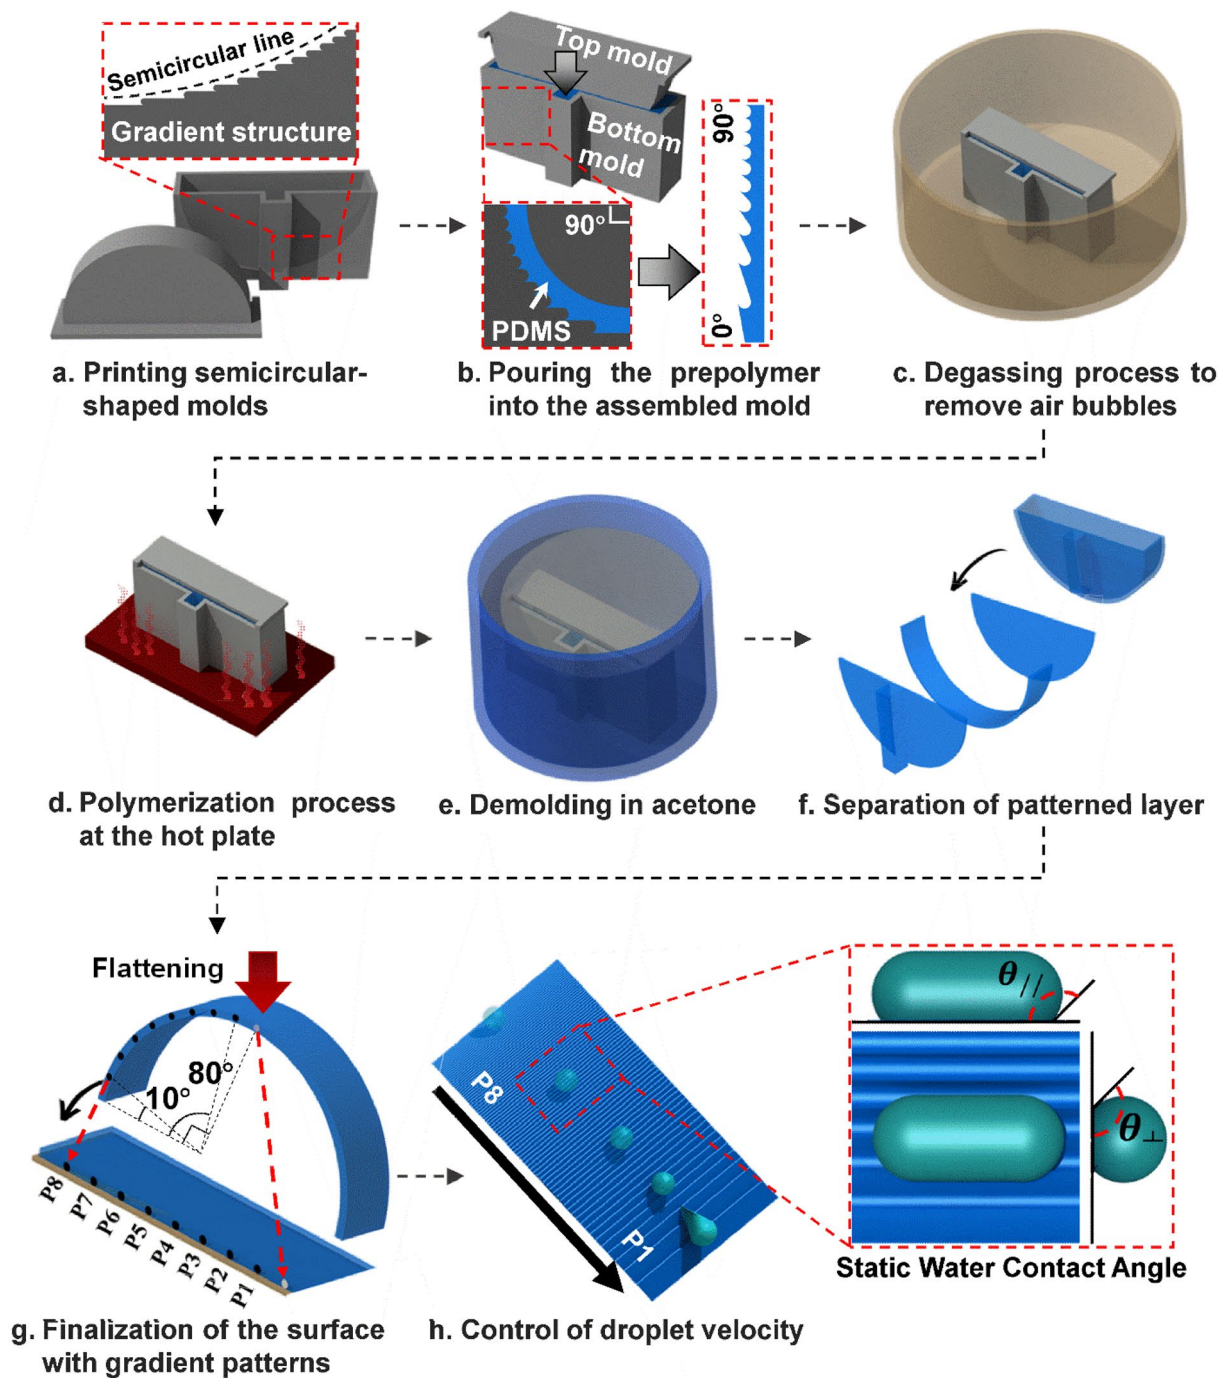 Semicircular line
Gradient structure
a. Printing semicircular-
shaped molds
Top mold
Bottom
mold
90°
PDMS
90°
0°
b. Pouring the prepolymer
into the assembled mold
c. Degassing process to
remove air bubbles
d. Polymerization process
at the hot plate
e. Demolding in acetone
f. Separation of patterned layer
Flattening
80°
10°
P8
P7
P6
P5
P4
P3
P2
P1
g. Finalization of the surface
with gradient patterns
P8
P1
h. Control of droplet velocity
θ//
θ⊥
Static Water Contact Angle